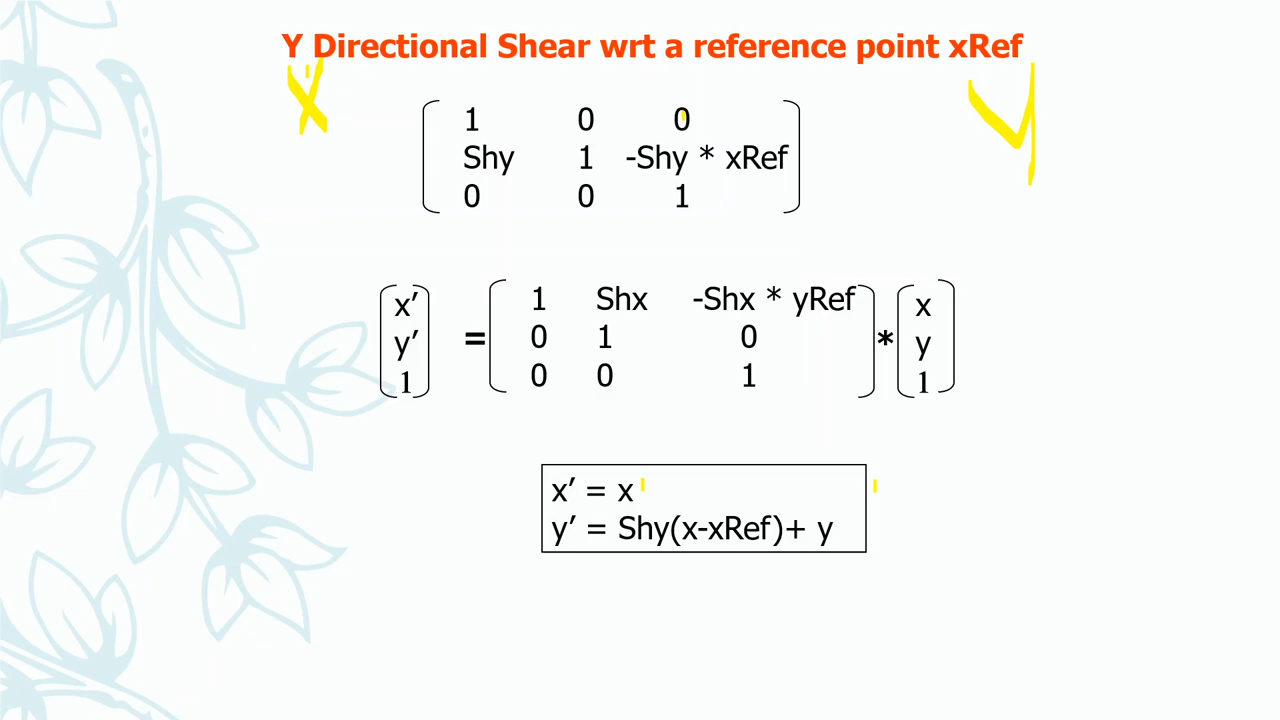 Y Directional Shear wrt a reference point xRef
x y
1 0 0
Shy 1 -Shy * xRef
0 0 1
x’ 1 Shx -Shx * yRef x
y’ = 0 1 0 * y
1 0 0 1 1
x’ = x
y’ = Shy(x-xRef)+ y